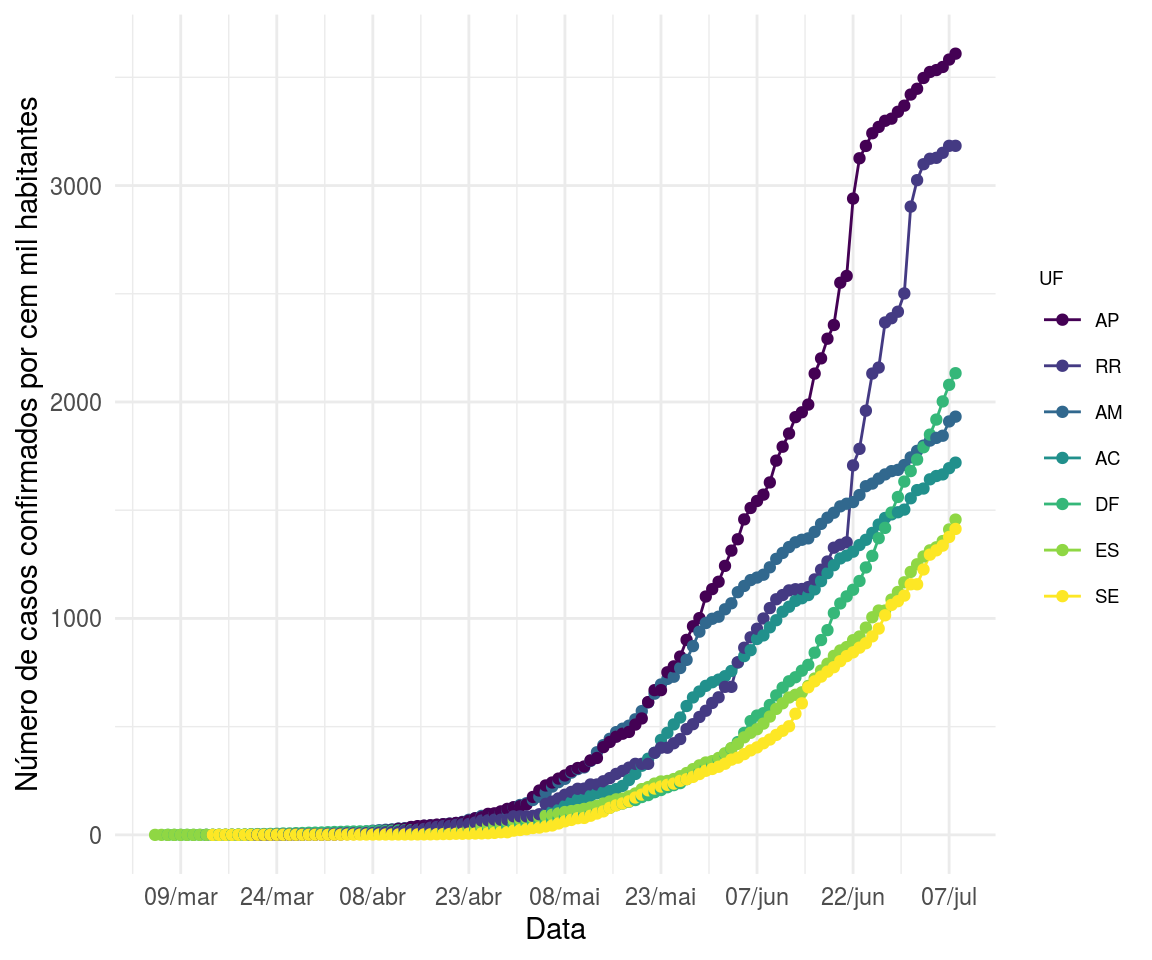 Número de casos confirmados por cem mil habitantes
3000
2000
1000
0
09/mar 24/mar 08/abr 23/abr 08/mai 23/mai 07/jun 22/jun 07/jul
Data
UF
AP
RR
AM
AC
DF
ES
SE